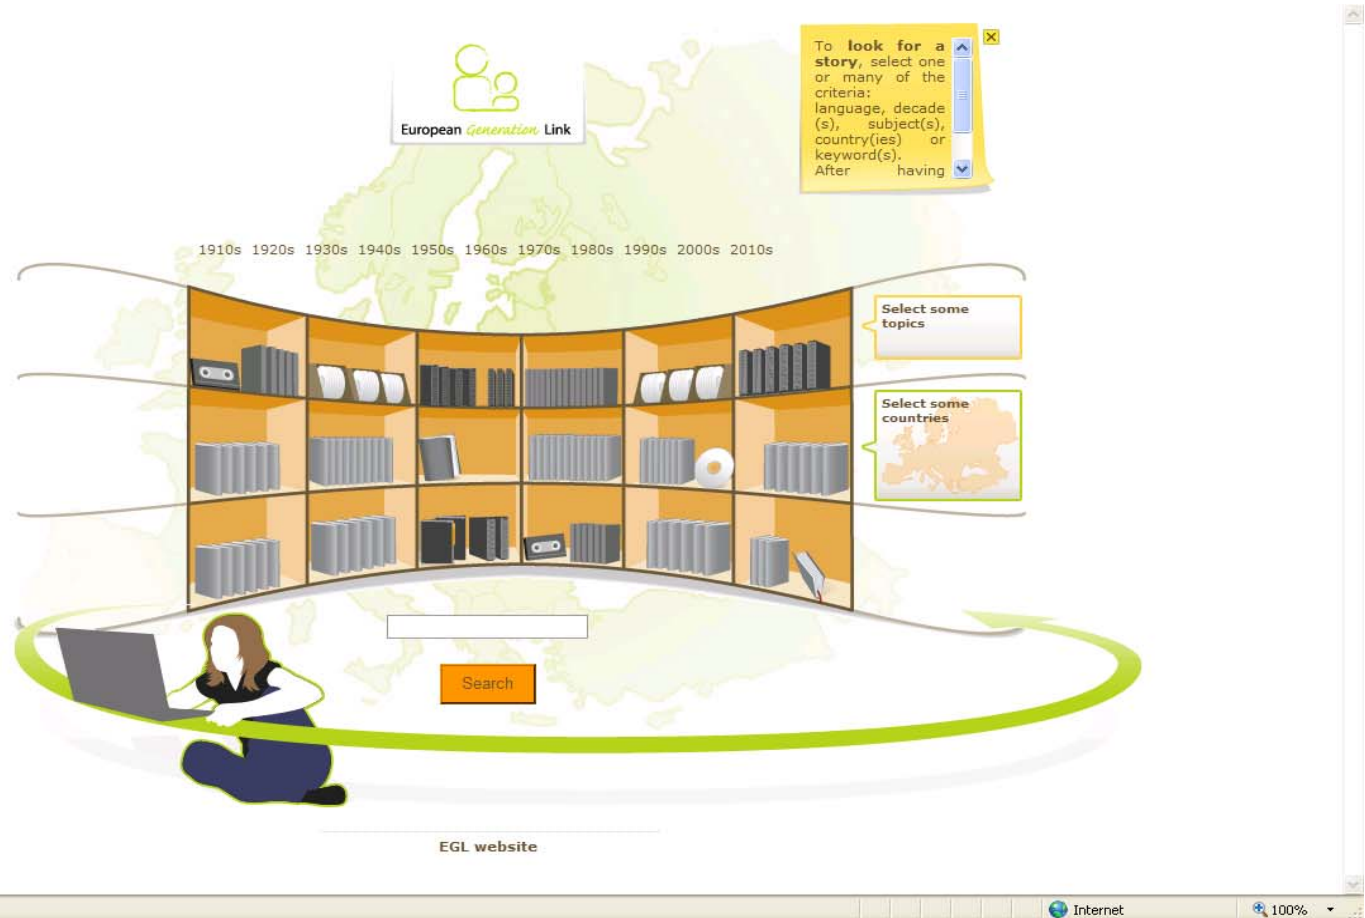 European Generation Link
To look for a
story, select one
or many of the
criteria:
language, decade
(s), subject(s),
country(ies) or
keyword(s).
After having
1910s 1920s 1930s 1940s 1950s 1960s 1970s 1980s 1990s 2000s 2010s
Select some
topics
Select some
countries
Search
EGL website
Internet
100%